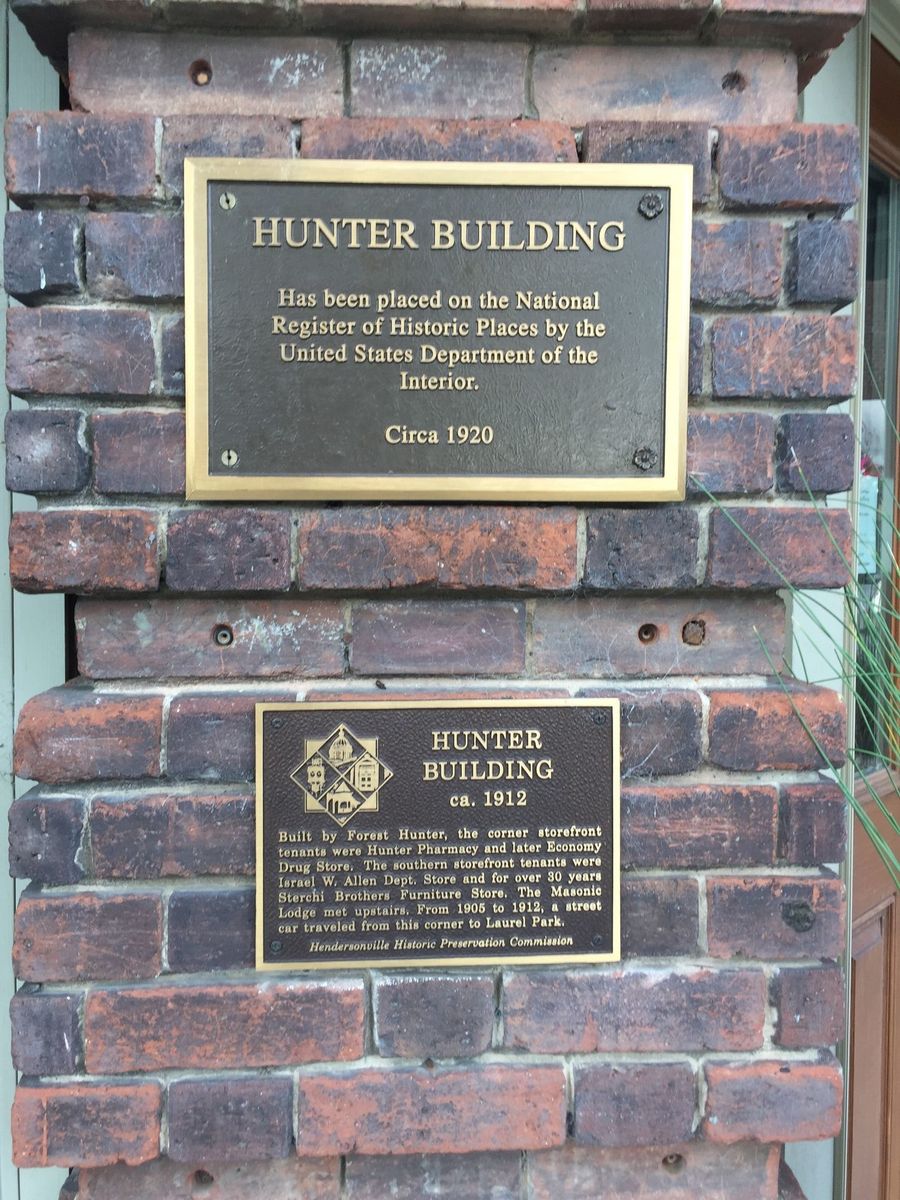 HUNTER BUILDING
Has been placed on the National
Register of Historic Places by the
United States Department of the
Interior.
Circa 1920
HUNTER
BUILDING
ca. 1912
Built by Forest Hunter, the corner storefront
tenants were Hunter Pharmacy and later Economy
Drug Store. The southern storefront tenants were
Israel W. Allen Dept. Store and for over 30 years
Sterchi Brothers Furniture Store. The Masonic
Lodge met upstairs. From 1905 to 1912, a street
car traveled from this corner to Laurel Park.
Hendersonville Historic Preservation Commission